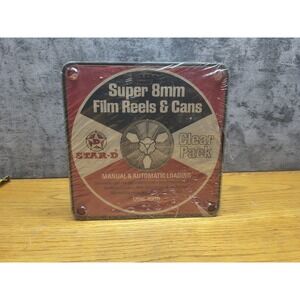 Super 8mm
Film Reels & Cans
STAR-D
Clear
Pack
MANUAL & AUTOMATIC LOADING